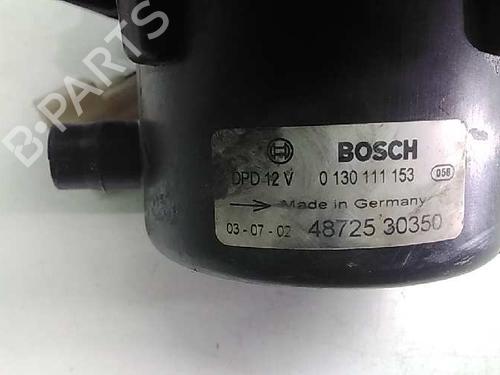 B-PARTS
BOSCH
DPD 12 V 0 130 111 153 058
Made in Germany
03-07-02 48725 30350